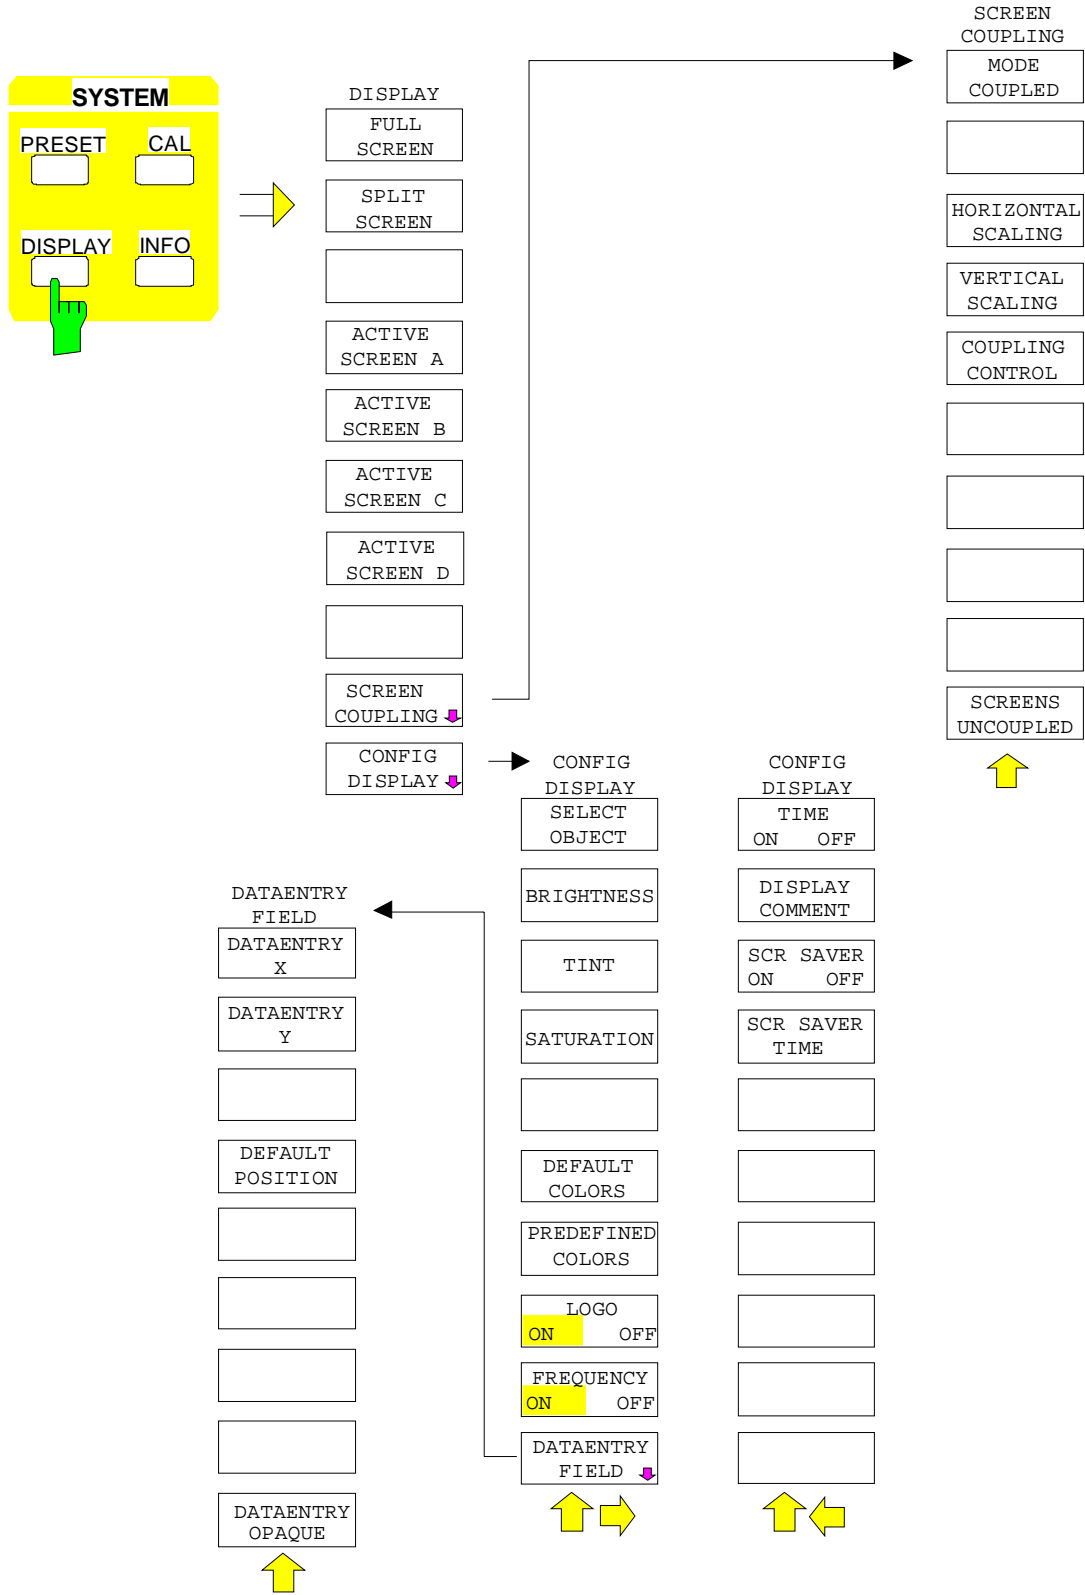 SYSTEM
PRESET
CAL
DISPLAY
INFO
DISPLAY
FULL
SCREEN
SPLIT
SCREEN
ACTIVE
SCREEN A
ACTIVE
SCREEN B
ACTIVE
SCREEN C
ACTIVE
SCREEN D
SCREEN
COUPLING
CONFIG
DISPLAY
SCREEN
COUPLING
MODE
COUPLED
HORIZONTAL
SCALING
VERTICAL
SCALING
COUPLING
CONTROL
SCREENS
UNCOUPLED
CONFIG
DISPLAY
SELECT
OBJECT
BRIGHTNESS
TINT
SATURATION
DEFAULT
COLORS
PREDEFINED
COLORS
LOGO
ON OFF
FREQUENCY
ON OFF
DATAENTRY
FIELD
CONFIG
DISPLAY
TIME
ON OFF
DISPLAY
COMMENT
SCR SAVER
ON OFF
SCR SAVER
TIME
DATAENTRY
FIELD
DATAENTRY
X
DATAENTRY
Y
DEFAULT
POSITION
DATAENTRY
OPAQUE